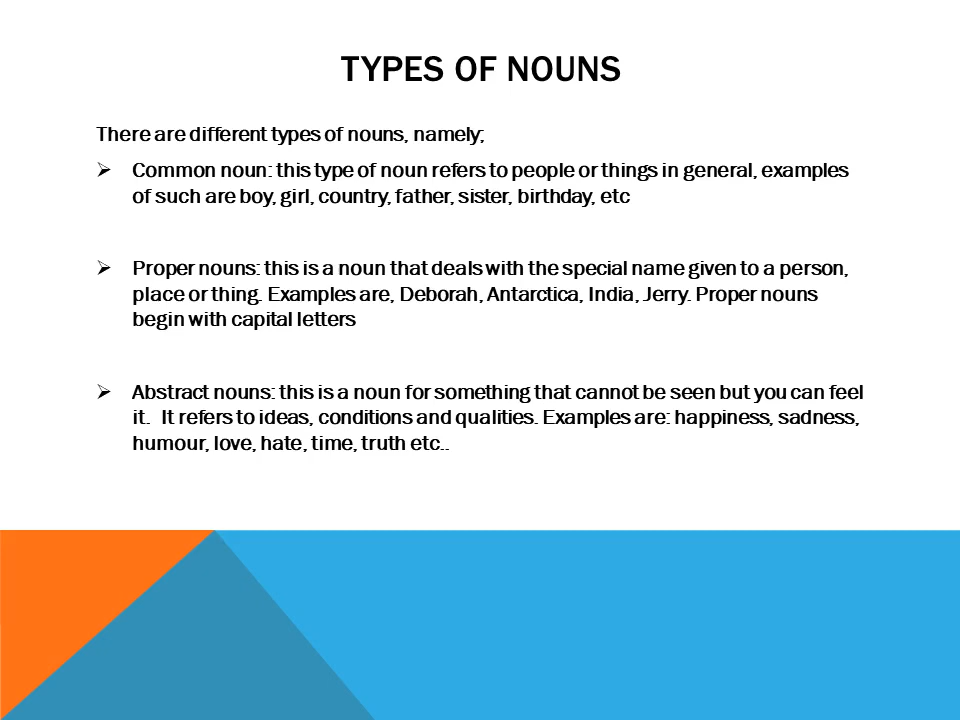 TYPES OF NOUNS
There are different types of nouns, namely;
➢ Common noun: this type of noun refers to people or things in general, examples
of such are boy, girl, country, father, sister, birthday, etc
➢ Proper nouns: this is a noun that deals with the special name given to a person,
place or thing. Examples are, Deborah, Antarctica, India, Jerry. Proper nouns
begin with capital letters
➢ Abstract nouns: this is a noun for something that cannot be seen but you can feel
it.  It refers to ideas, conditions and qualities. Examples are: happiness, sadness,
humour, love, hate, time, truth etc..